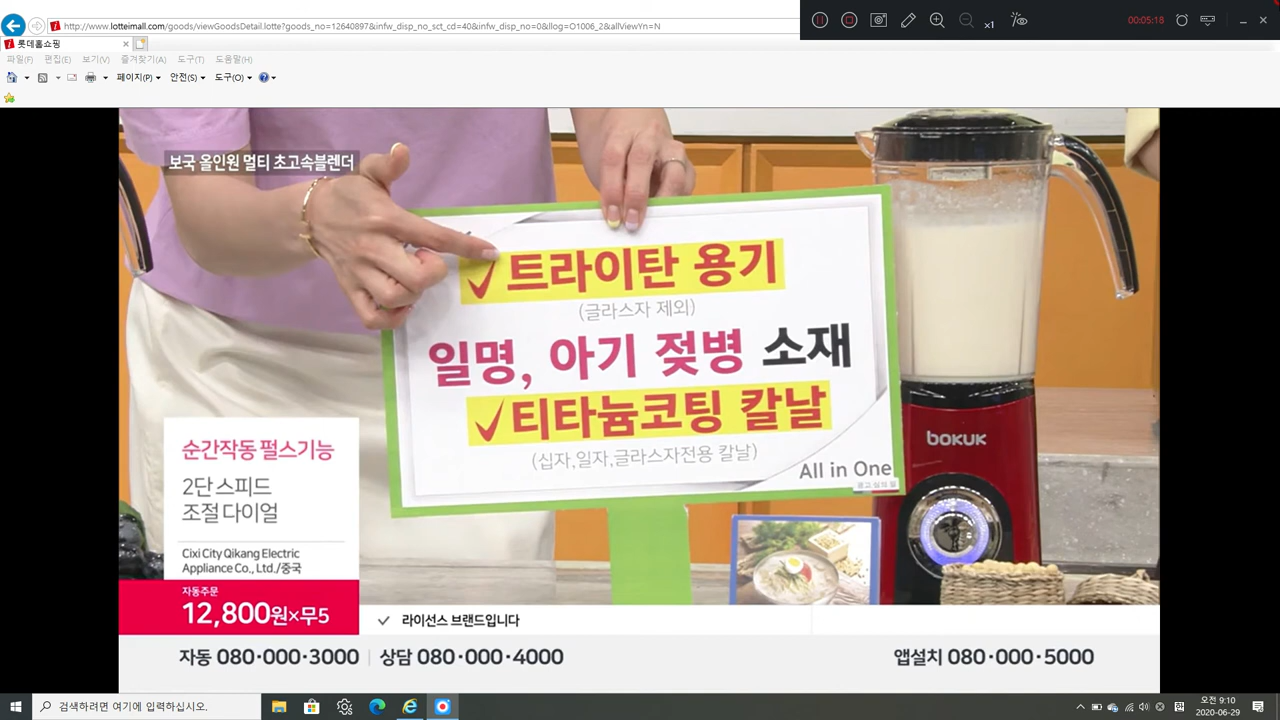 http://www.lotteimall.com/goods/viewGoodsDetail.lotte?goods_no=12640897&infw_disp_no_sct_cd=40&infw_disp_no=0&llog=O1006_2&allViewYn=N
x1
00:05:18
롯데홈쇼핑
파일(F) 편집(E) 보기(V) 즐겨찾기(A) 도구(T) 도움말(H)
페이지(P) 안전(S) 도구(O)
보국 올인원 멀티 초고속블렌더
트라이탄 용기
(글라스자 제외)
일명, 아기 젖병 소재
티타늄코팅 칼날
(십자,일자,글라스자전용 칼날)
All in One
광고심의 필
bokuk
순간작동 펄스기능
2단 스피드
조절 다이얼
Cixi City Qikang Electric
Appliance Co., Ltd./중국
자동주문
12,800원×무5
라이선스 브랜드입니다
자동 080·000·3000 상담 080·000·4000 앱설치 080·000·5000
검색하려면 여기에 입력하십시오.
오전 9:10
2020-06-29